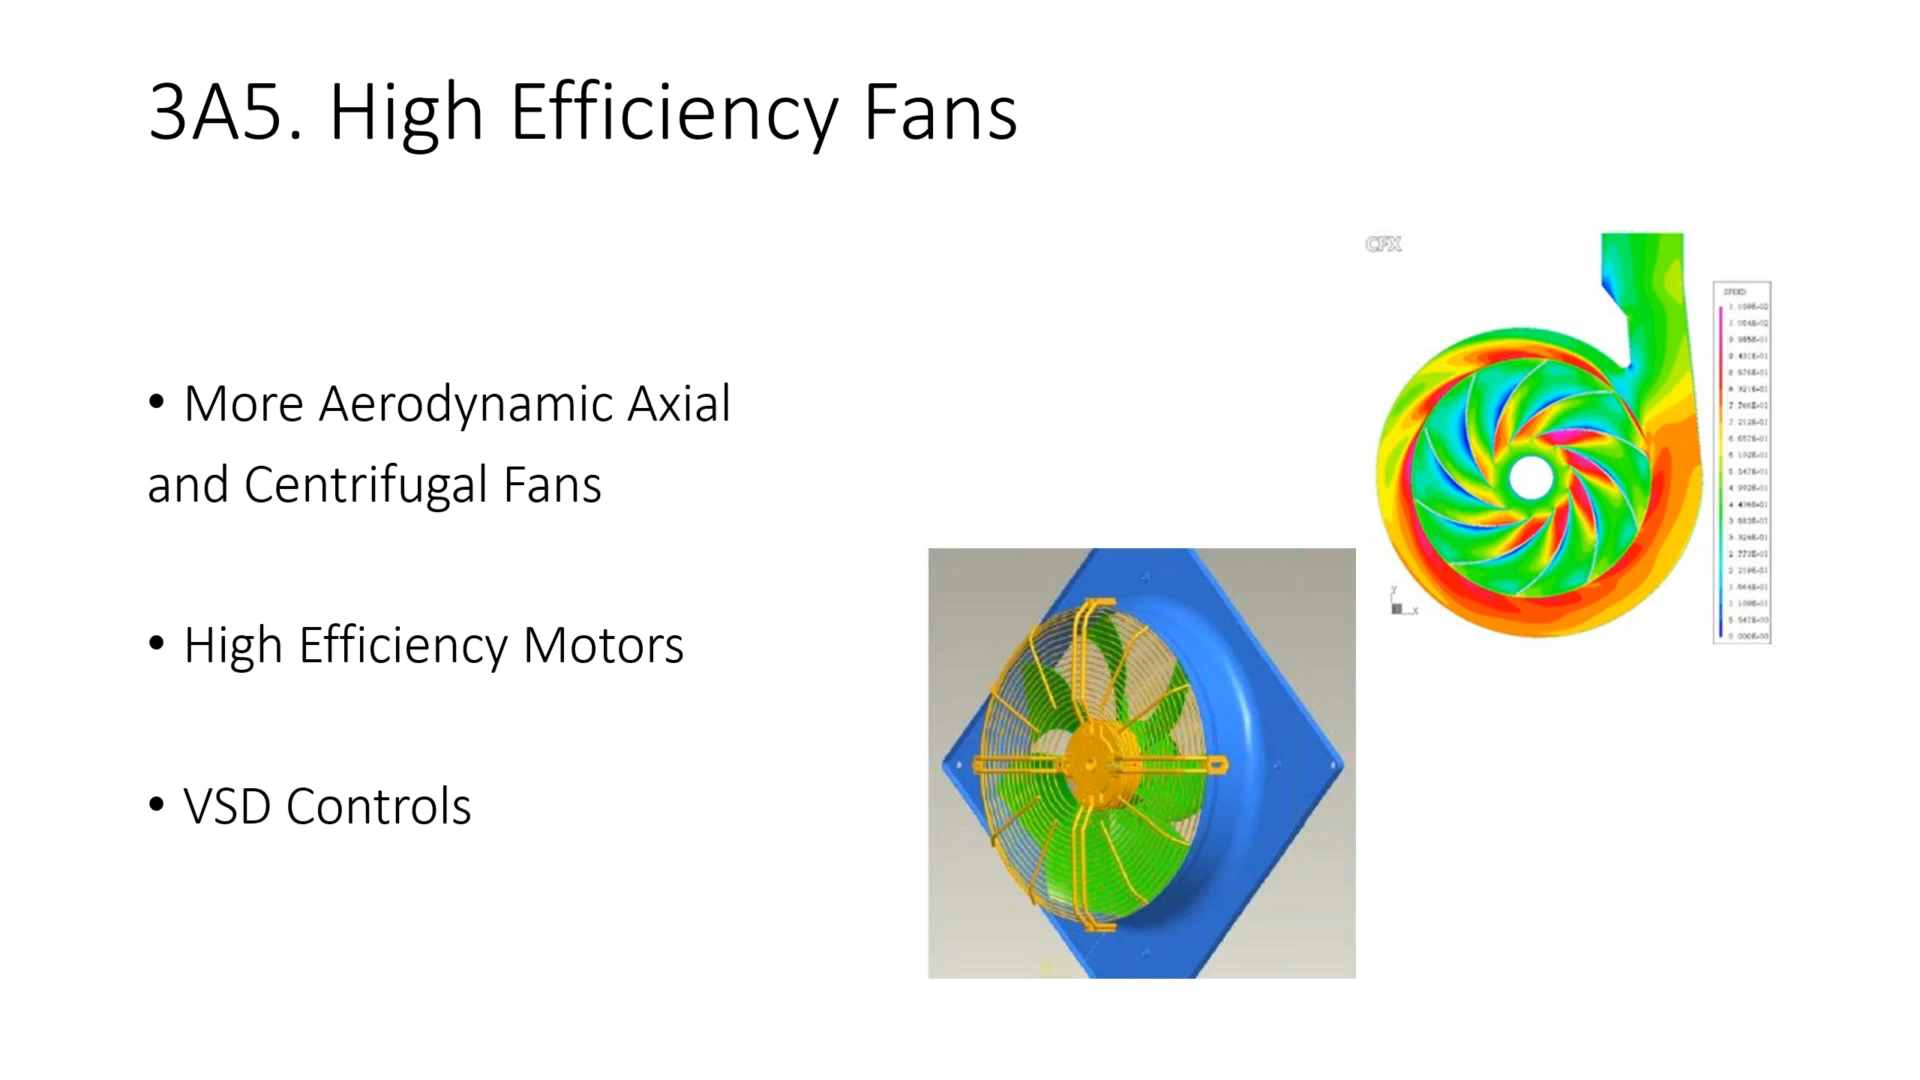 3A5. High Efficiency Fans
CFX
SPEED
• More Aerodynamic Axial
and Centrifugal Fans
• High Efficiency Motors
• VSD Controls
Y
X